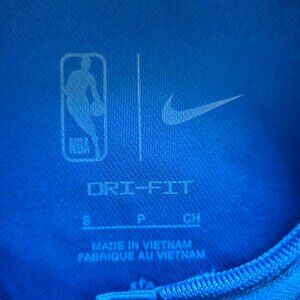 NBA
DRI-FIT
S P CH
MADE IN VIETNAM
FABRIQUE AU VIETNAM